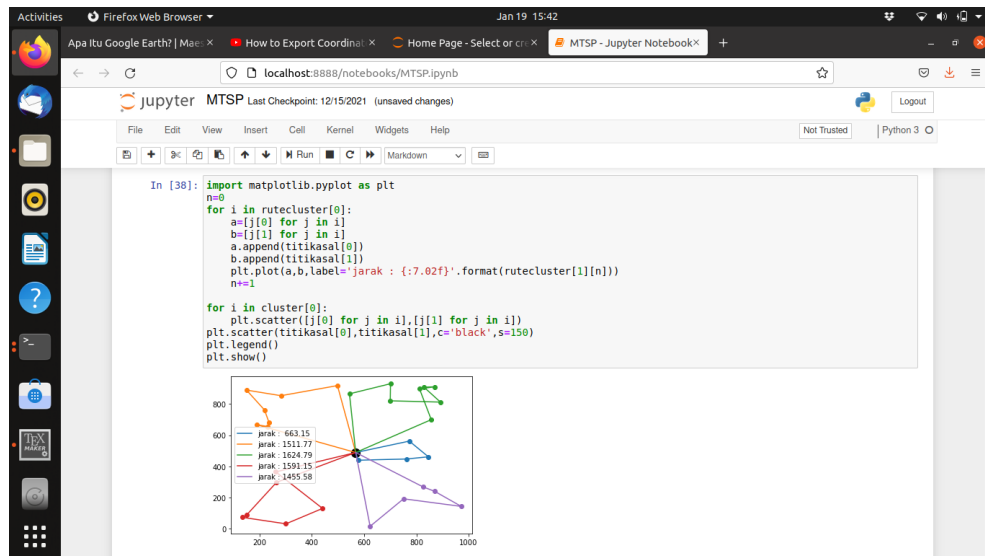 Activities Firefox Web Browser Jan 19 15:42
Apa Itu Google Earth? | Maes How to Export Coordinat Home Page - Select or cre MTSP - Jupyter Notebook
localhost:8888/notebooks/MTSP.ipynb
jupyter MTSP Last Checkpoint: 12/15/2021 (unsaved changes) Logout
File Edit View Insert Cell Kernel Widgets Help Not Trusted Python 3
Run Markdown
In [38]: import matplotlib.pyplot as plt
n=0
for i in rutecluster[0]:
    a=[j[0] for j in i]
    b=[j[1] for j in i]
    a.append(titikasal[0])
    b.append(titikasal[1])
    plt.plot(a,b,label='jarak : {:7.02f}'.format(rutecluster[1][n]))
    n+=1
for i in cluster[0]:
    plt.scatter([j[0] for j in i],[j[1] for j in i])
plt.scatter(titikasal[0],titikasal[1],c='black',s=150)
plt.legend()
plt.show()
800
600
jarak : 663.15
jarak : 1511.77
jarak : 1624.79
jarak : 1591.15
jarak : 1455.58
400
200
0
200 400 600 800 1000
TEX
MAKER